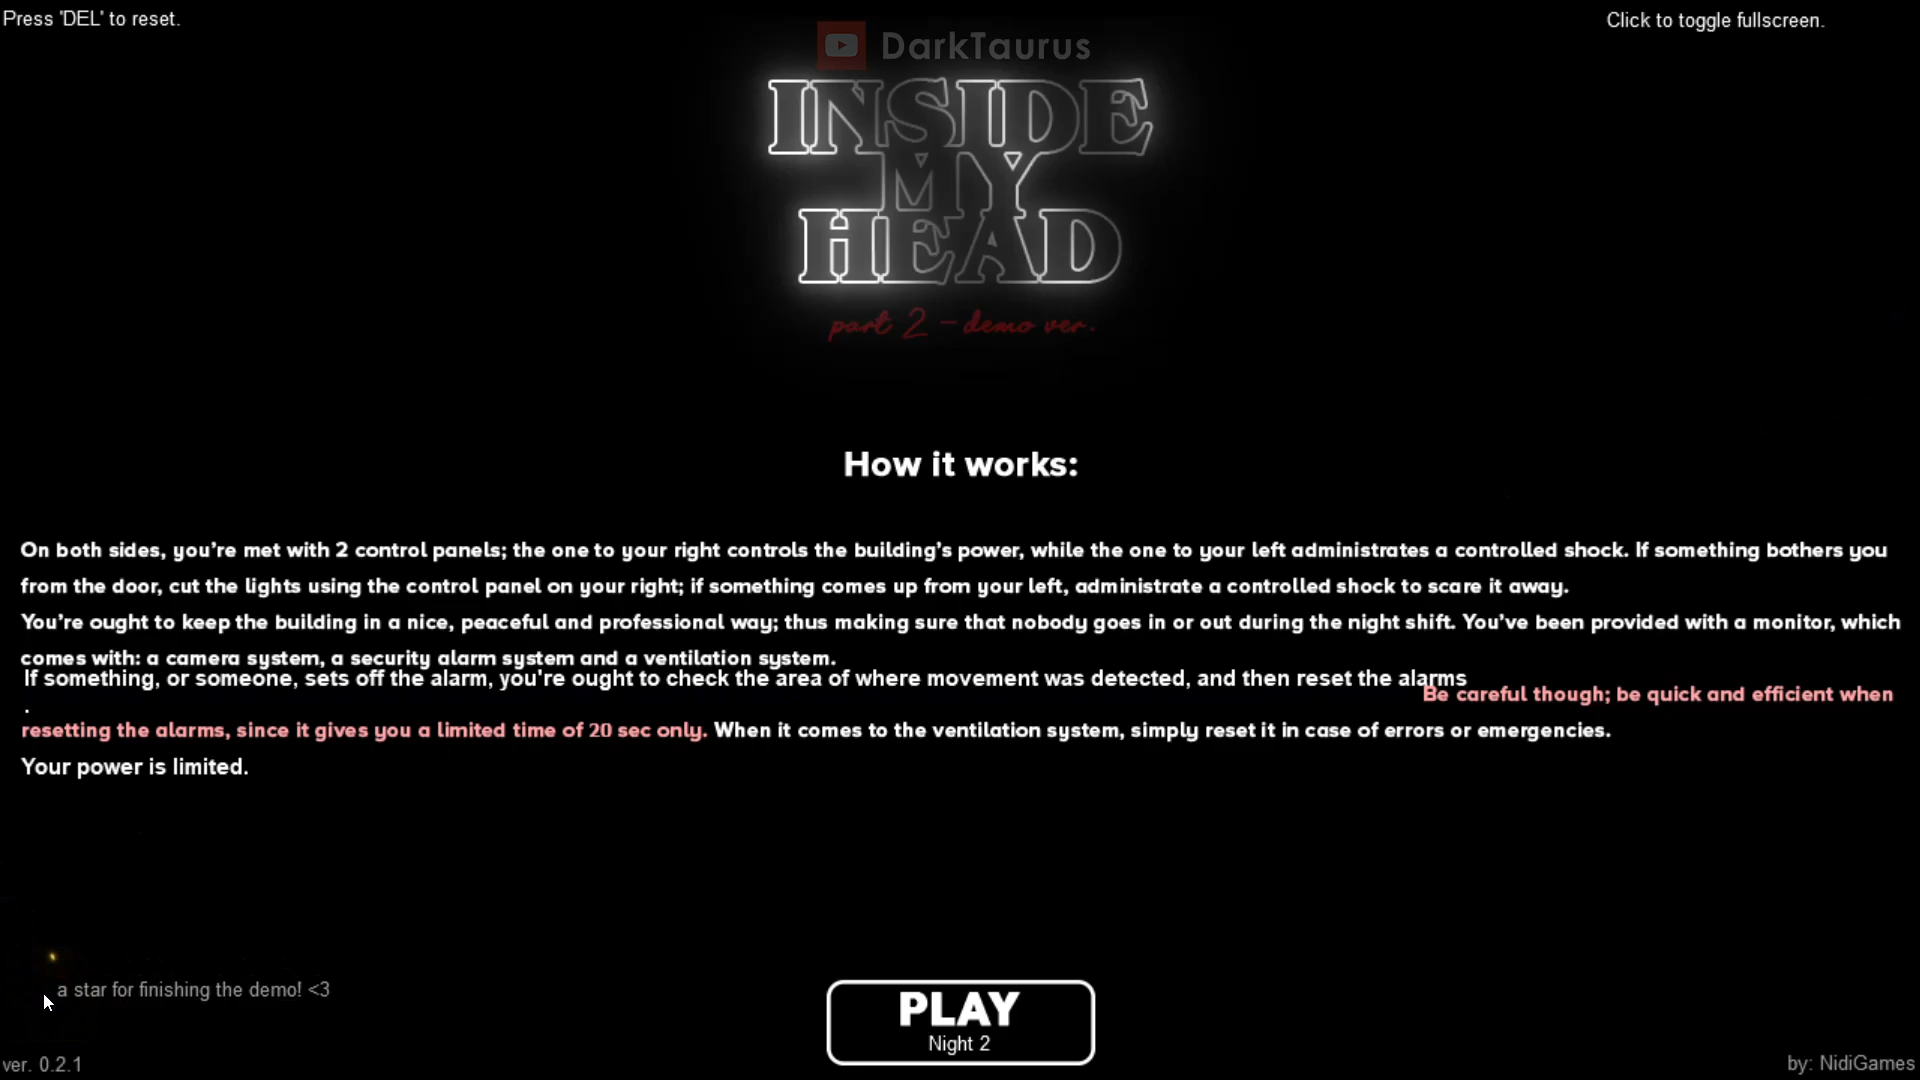 Press 'DEL' to reset.
Click to toggle fullscreen.
DarkTaurus
INSIDE
MY
HEAD
part 2 - demo ver.
How it works:
On both sides, you're met with 2 control panels; the one to your right controls the building's power, while the one to your left administrates a controlled shock. If something bothers you
from the door, cut the lights using the control panel on your right; if something comes up from your left, administrate a controlled shock to scare it away.
You're ought to keep the building in a nice, peaceful and professional way; thus making sure that nobody goes in or out during the night shift. You've been provided with a monitor, which
comes with: a camera system, a security alarm system and a ventilation system.
If something, or someone, sets off the alarm, you're ought to check the area of where movement was detected, and then reset the alarms
.
Be careful though; be quick and efficient when
resetting the alarms, since it gives you a limited time of 20 sec only. When it comes to the ventilation system, simply reset it in case of errors or emergencies.
Your power is limited.
a star for finishing the demo! <3
PLAY
Night 2
ver. 0.2.1
by: NidiGames